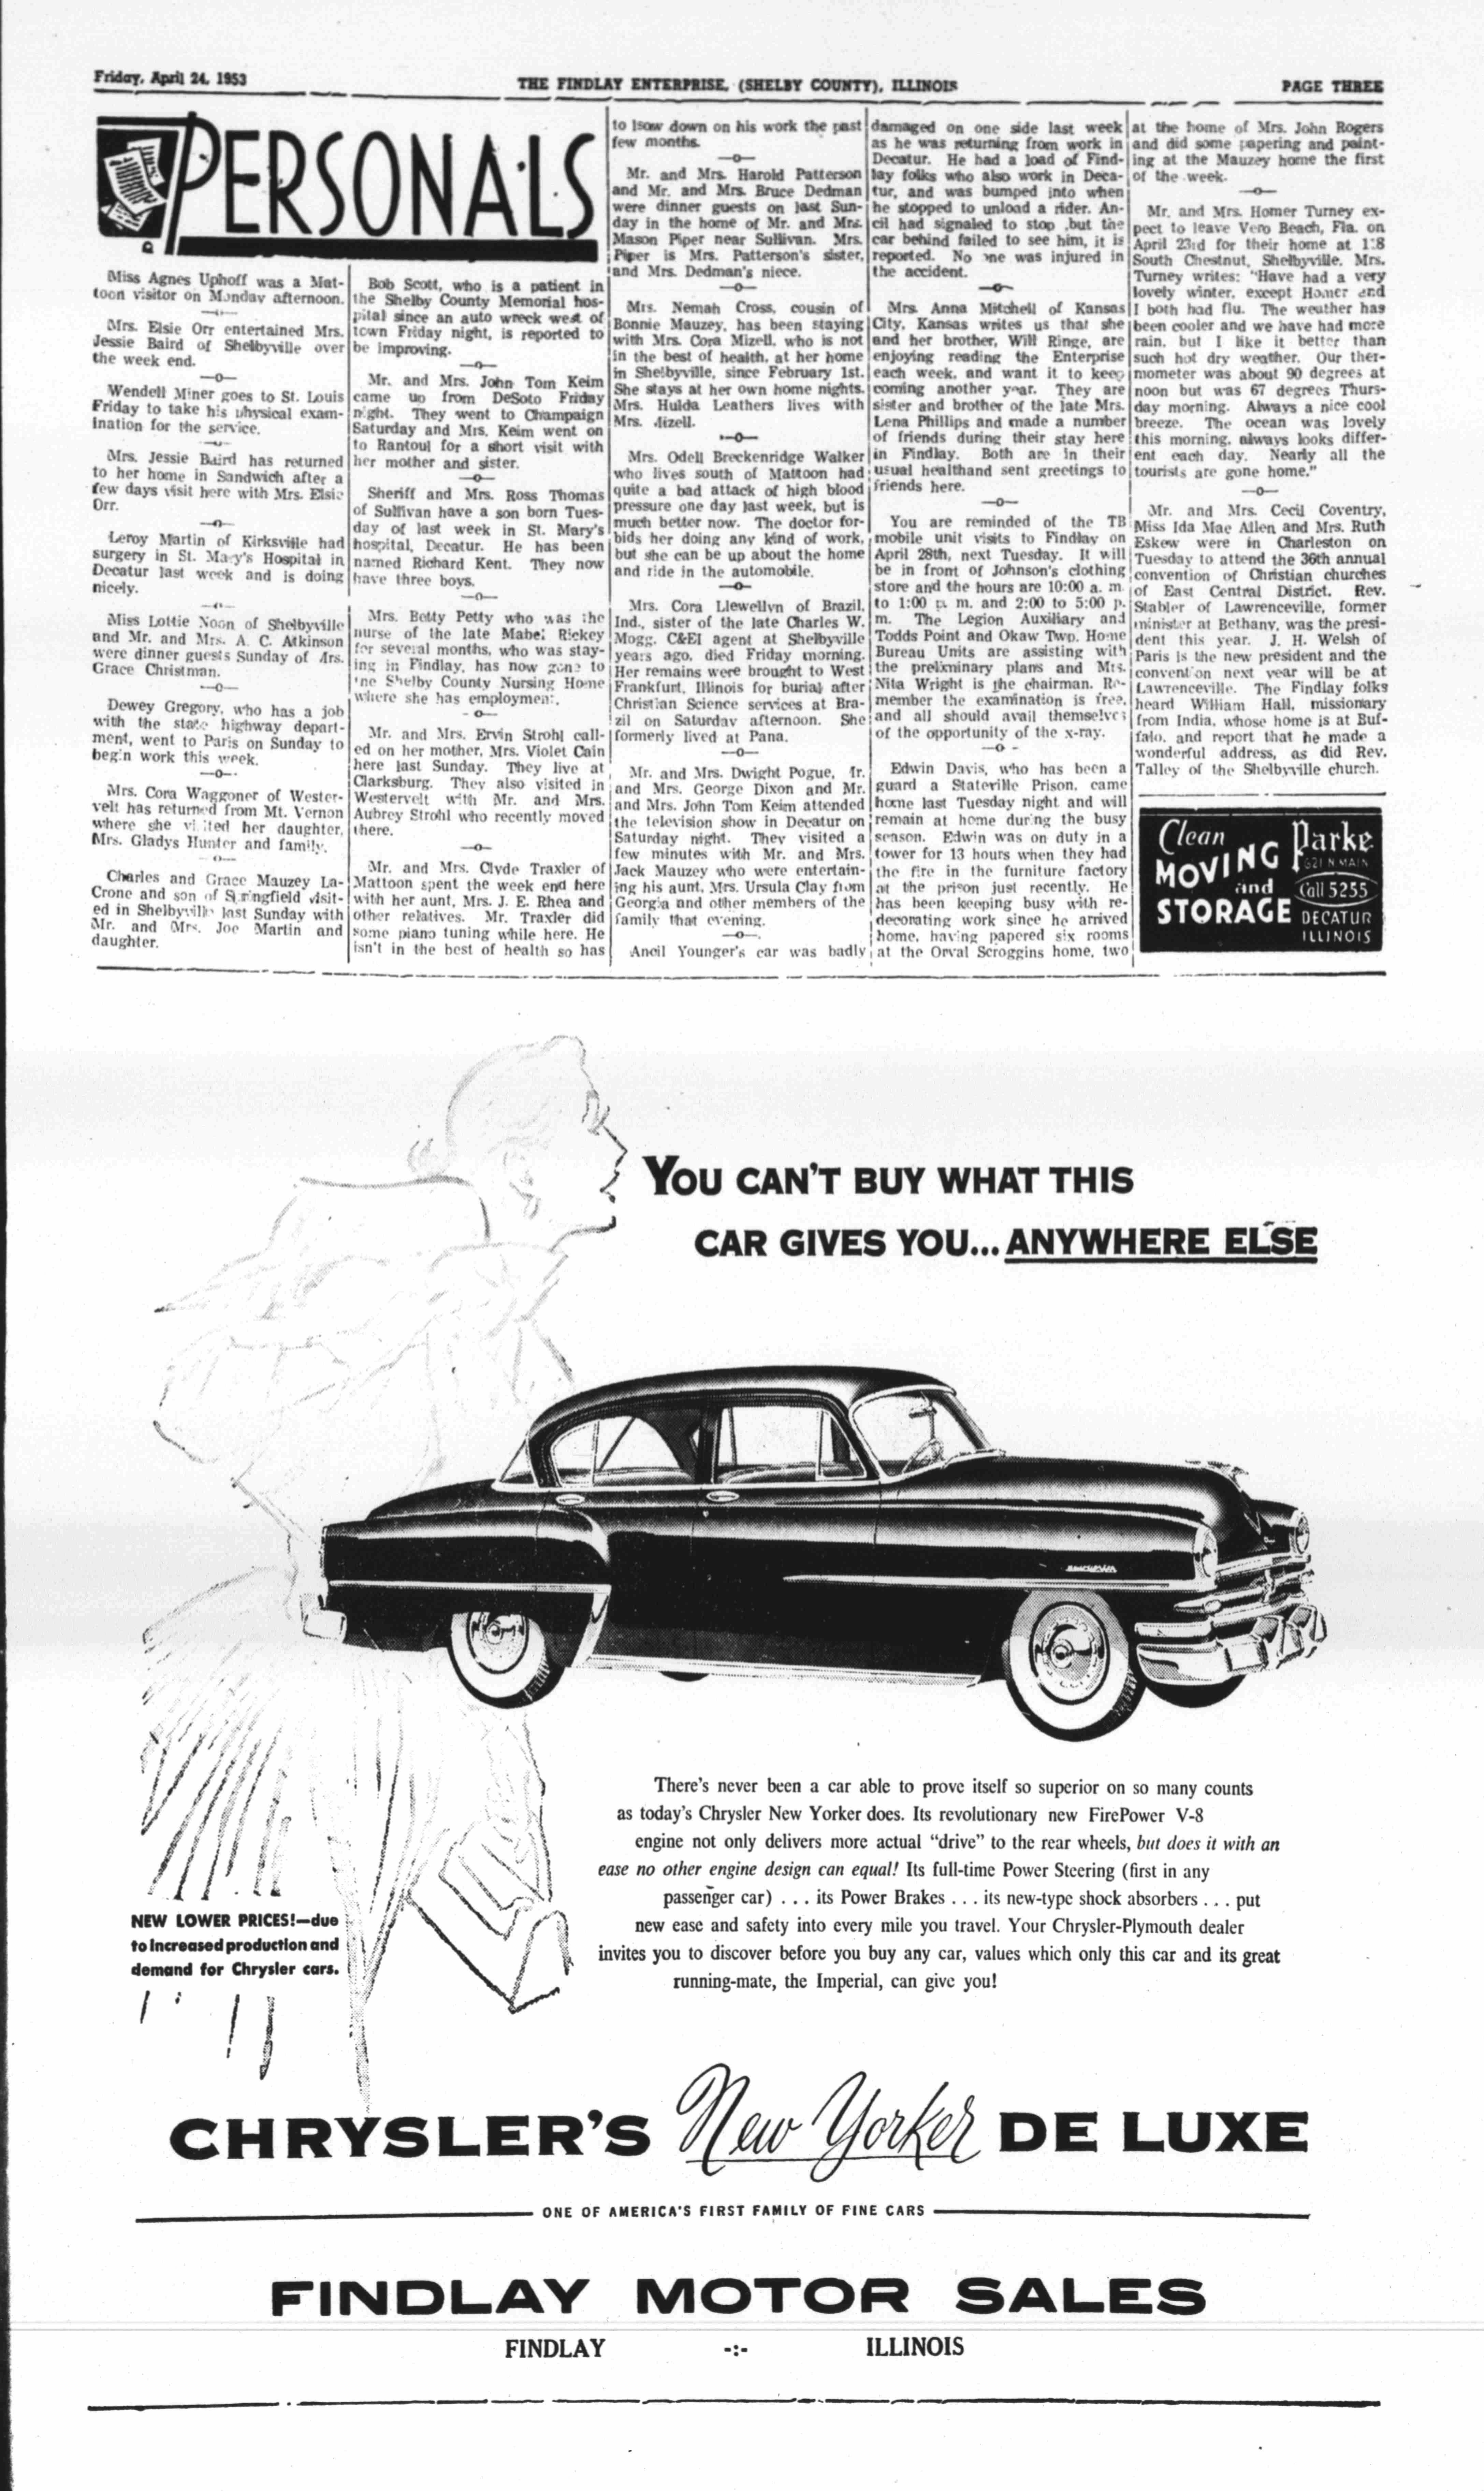 Friday, April 24, 1953
THE FINDLAY ENTERPRISE, (SHELBY COUNTY), ILLINOIS
PAGE THREE
PERSONALS
Miss Agnes Uphoff was a Mat-
toon visitor on Monday afternoon.
Mrs. Elsie Orr entertained Mrs.
Jessie Baird of Shelbyville over
the week end.
—o—
Wendell Miner goes to St. Louis
Friday to take his physical exam-
ination for the service.
Mrs. Jessie Baird has returned
to her home in Sandwich after a
few days visit here with Mrs. Elsie
Orr.
—o—
Leroy Martin of Kirksville had
surgery in St. Mary's Hospital in
Decatur last week and is doing
nicely.
Miss Lottie Noon of Shelbyville
and Mr. and Mrs. A. C. Atkinson
were dinner guests Sunday of Mrs.
Grace Christman.
—o—
Dewey Gregory, who has a job
with the state highway depart-
ment, went to Paris on Sunday to
begin work this week.
—o—
Mrs. Cora Waggoner of Wester-
velt has returned from Mt. Vernon
where she visited her daughter,
Mrs. Gladys Hunter and family.
—o—
Charles and Grace Mauzey La-
Crone and son of Springfield visit-
ed in Shelbyville last Sunday with
Mr. and Mrs. Joe Martin and
daughter.
Bob Scott, who is a patient in
the Shelby County Memorial hos-
pital since an auto wreck west of
town Friday night, is reported to
be improving.
—o—
Mr. and Mrs. John Tom Keim
came up from DeSoto Friday
night. They went to Champaign
Saturday and Mrs. Keim went on
to Rantoul for a short visit with
her mother and sister.
—o—
Sheriff and Mrs. Ross Thomas
of Sullivan have a son born Tues-
day of last week in St. Mary's
hospital, Decatur. He has been
named Richard Kent. They now
have three boys.
—o—
Mrs. Betty Petty who was the
nurse of the late Mabel Rickey
for several months, who was stay-
ing in Findlay, has now gone to
the Shelby County Nursing Home
where she has employment.
—o—
Mr. and Mrs. Ervin Strohl call-
ed on her mother, Mrs. Violet Cain
here last Sunday. They live at
Clarksburg. They also visited in
Westervelt with Mr. and Mrs.
Aubrey Strohl who recently moved
there.
—o—
Mr. and Mrs. Clyde Traxler of
Mattoon spent the week end here
with her aunt, Mrs. J. E. Rhea and
other relatives. Mr. Traxler did
some piano tuning while here. He
isn't in the best of health so has
to lsow down on his work the past
few months.
—o—
Mr. and Mrs. Harold Patterson
and Mr. and Mrs. Bruce Dedman
were dinner guests on last Sun-
day in the home of Mr. and Mrs.
Mason Piper near Sullivan. Mrs.
Piper is Mrs. Patterson's sister,
and Mrs. Dedman's niece.
—o—
Mrs. Nemah Cross, cousin of
Bonnie Mauzey, has been staying
with Mrs. Cora Mizell, who is not
in the best of health, at her home
in Shelbyville, since February 1st.
She stays at her own home nights.
Mrs. Hulda Leathers lives with
Mrs. Mizell.
—o—
Mrs. Odell Breckenridge Walker
who lives south of Mattoon had
quite a bad attack of high blood
pressure one day last week, but is
much better now. The doctor for-
bids her doing any kind of work,
but she can be up about the home
and ride in the automobile.
—o—
Mrs. Cora Llewellyn of Brazil,
Ind., sister of the late Charles W.
Mogg, C&EI agent at Shelbyville
years ago, died Friday morning.
Her remains were brought to West
Frankfurt, Illinois for burial after
Christian Science services at Bra-
zil on Saturday afternoon. She
formerly lived at Pana.
—o—
Mr. and Mrs. Dwight Pogue, Jr.
and Mrs. George Dixon and Mr.
and Mrs. John Tom Keim attended
the television show in Decatur on
Saturday night. They visited a
few minutes with Mr. and Mrs.
Jack Mauzey who were entertain-
ing his aunt, Mrs. Ursula Clay from
Georgia and other members of the
family that evening.
—o—
Ancil Younger's car was badly
damaged on one side last week
as he was returning from work in
Decatur. He had a load of Find-
lay folks who also work in Deca-
tur, and was bumped into when
he stopped to unload a rider. An-
cil had signaled to stop ,but the
car behind failed to see him, it is
reported. No one was injured in
the accident.
—o—
Mrs. Anna Mitchell of Kansas
City, Kansas writes us that she
and her brother, Will Ringe, are
enjoying reading the Enterprise
each week, and want it to keep
coming another year. They are
sister and brother of the late Mrs.
Lena Phillips and made a number
of friends during their stay here
in Findlay. Both are in their
usual healthand sent greetings to
friends here.
—o—
You are reminded of the TB
mobile unit visits to Findlay on
April 28th, next Tuesday. It will
be in front of Johnson's clothing
store and the hours are 10:00 a. m.
to 1:00 p. m. and 2:00 to 5:00 p.
m. The Legion Auxiliary and
Todds Point and Okaw Twp. Home
Bureau Units are assisting with
the preliminary plans and Mrs.
Nita Wright is the chairman. Re-
member the examination is free,
and all should avail themselves
of the opportunity of the x-ray.
—o—
Edwin Davis, who has been a
guard a Stateville Prison, came
home last Tuesday night and will
remain at home during the busy
season. Edwin was on duty in a
tower for 13 hours when they had
the fire in the furniture factory
at the prison just recently. He
has been keeping busy with re-
decorating work since he arrived
home, having papered six rooms
at the Orval Scroggins home, two
at the home of Mrs. John Rogers
and did some papering and paint-
ing at the Mauzey home the first
of the week.
—o—
Mr. and Mrs. Homer Turney ex-
pect to leave Vero Beach, Fla. on
April 23rd for their home at 1:8
South Chestnut, Shelbyville. Mrs.
Turney writes: "Have had a very
lovely winter, except Homer and
I both had flu. The weather has
been cooler and we have had more
rain, but I like it better than
such hot dry weather. Our ther-
mometer was about 90 degrees at
noon but was 67 degrees Thurs-
day morning. Always a nice cool
breeze. The ocean was lovely
this morning, always looks differ-
ent each day. Nearly all the
tourists are gone home."
—o—
Mr. and Mrs. Cecil Coventry,
Miss Ida Mae Allen and Mrs. Ruth
Eskew were in Charleston on
Tuesday to attend the 36th annual
convention of Christian churches
of East Central District. Rev.
Stabler of Lawrenceville, former
minister at Bethany, was the presi-
dent this year. J. H. Welsh of
Paris is the new president and the
convention next year will be at
Lawrenceville. The Findlay folks
heard William Hall, missionary
from India, whose home is at Buf-
falo, and report that he made a
wonderful address, as did Rev.
Talley of the Shelbyville church.
Clean
MOVING
and
STORAGE
Parke
621 N MAIN
Call 5255
DECATUR
ILLINOIS
YOU CAN'T BUY WHAT THIS
CAR GIVES YOU... ANYWHERE ELSE
There's never been a car able to prove itself so superior on so many counts
as today's Chrysler New Yorker does. Its revolutionary new FirePower V-8
engine not only delivers more actual "drive" to the rear wheels, but does it with an
ease no other engine design can equal! Its full-time Power Steering (first in any
passenger car) . . . its Power Brakes . . . its new-type shock absorbers . . . put
new ease and safety into every mile you travel. Your Chrysler-Plymouth dealer
invites you to discover before you buy any car, values which only this car and its great
running-mate, the Imperial, can give you!
NEW LOWER PRICES!—due
to increased production and
demand for Chrysler cars.
CHRYSLER'S New Yorker DE LUXE
ONE OF AMERICA'S FIRST FAMILY OF FINE CARS
FINDLAY MOTOR SALES
FINDLAY -:- ILLINOIS